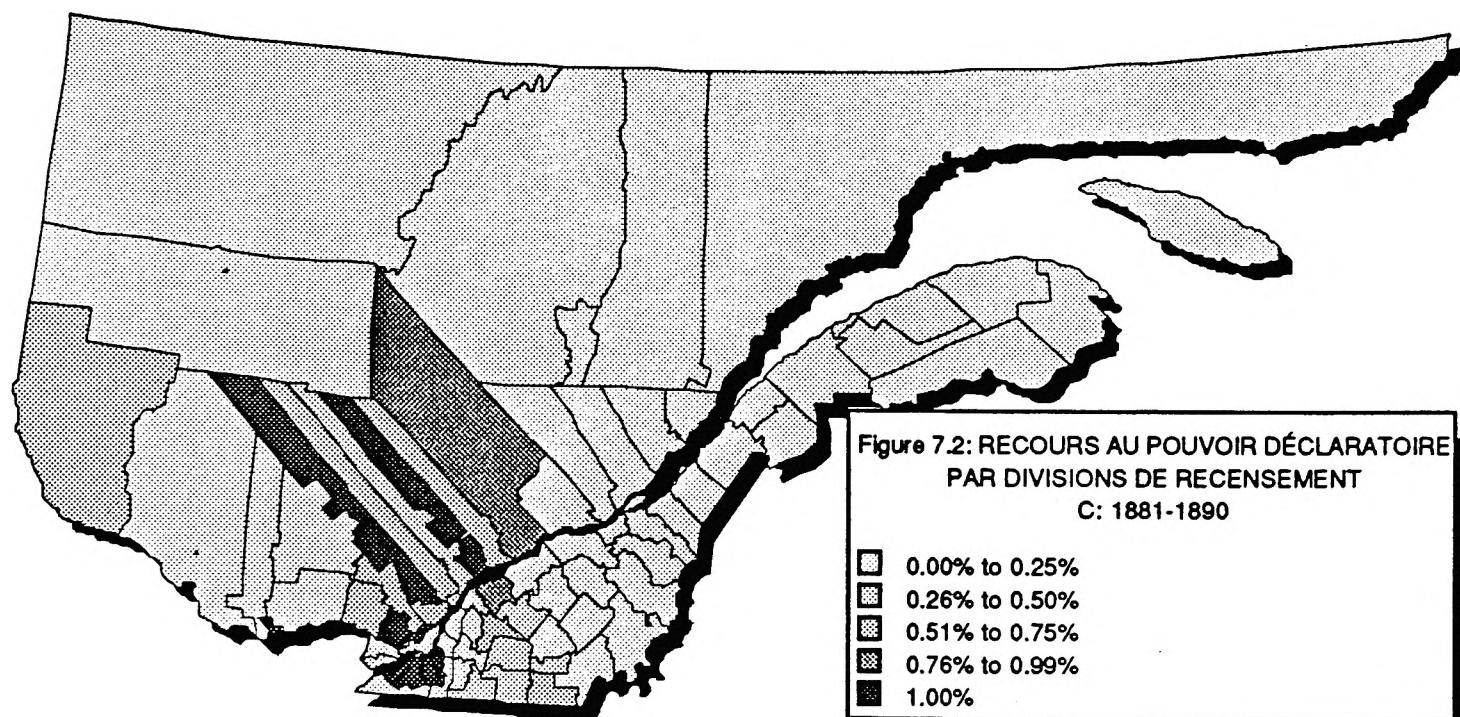 Figure 7.2: RECOURS AU POUVOIR DÉCLARATOIRE
PAR DIVISIONS DE RECENSEMENT
C: 1881-1890
0.00% to 0.25%
0.26% to 0.50%
0.51% to 0.75%
0.76% to 0.99%
1.00%